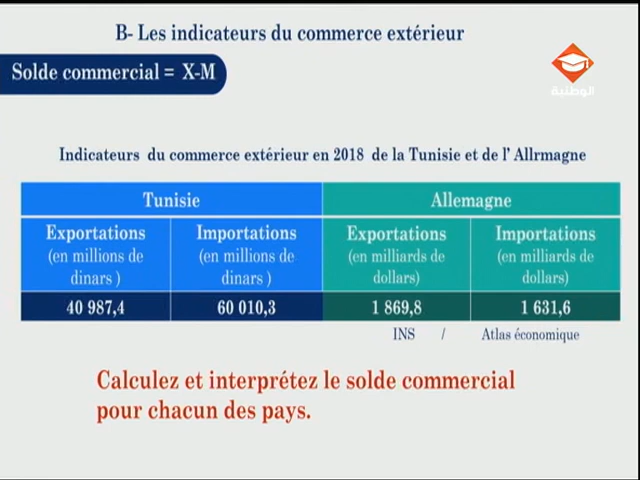 B- Les indicateurs du commerce extérieur
Solde commercial = X-M
الوطنية
Indicateurs du commerce extérieur en 2018 de la Tunisie et de l' Allrmagne
Tunisie
Allemagne
Exportations
(en millions de
dinars )
Importations
(en millions de
dinars )
Exportations
(en milliards de
dollars)
Importations
(en milliards de
dollars)
40 987,4
60 010,3
1 869,8
1 631,6
INS / Atlas économique
Calculez et interprétez le solde commercial
pour chacun des pays.